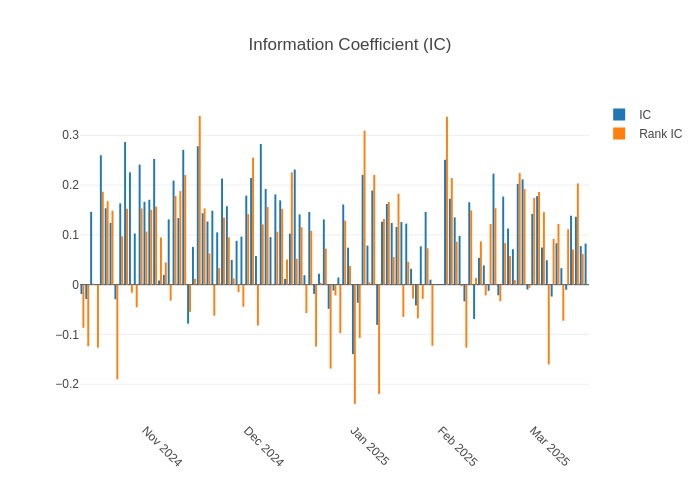 Information Coefficient (IC)
IC
Rank IC
0.3
0.2
0.1
0
−0.1
−0.2
Nov 2024
Dec 2024
Jan 2025
Feb 2025
Mar 2025